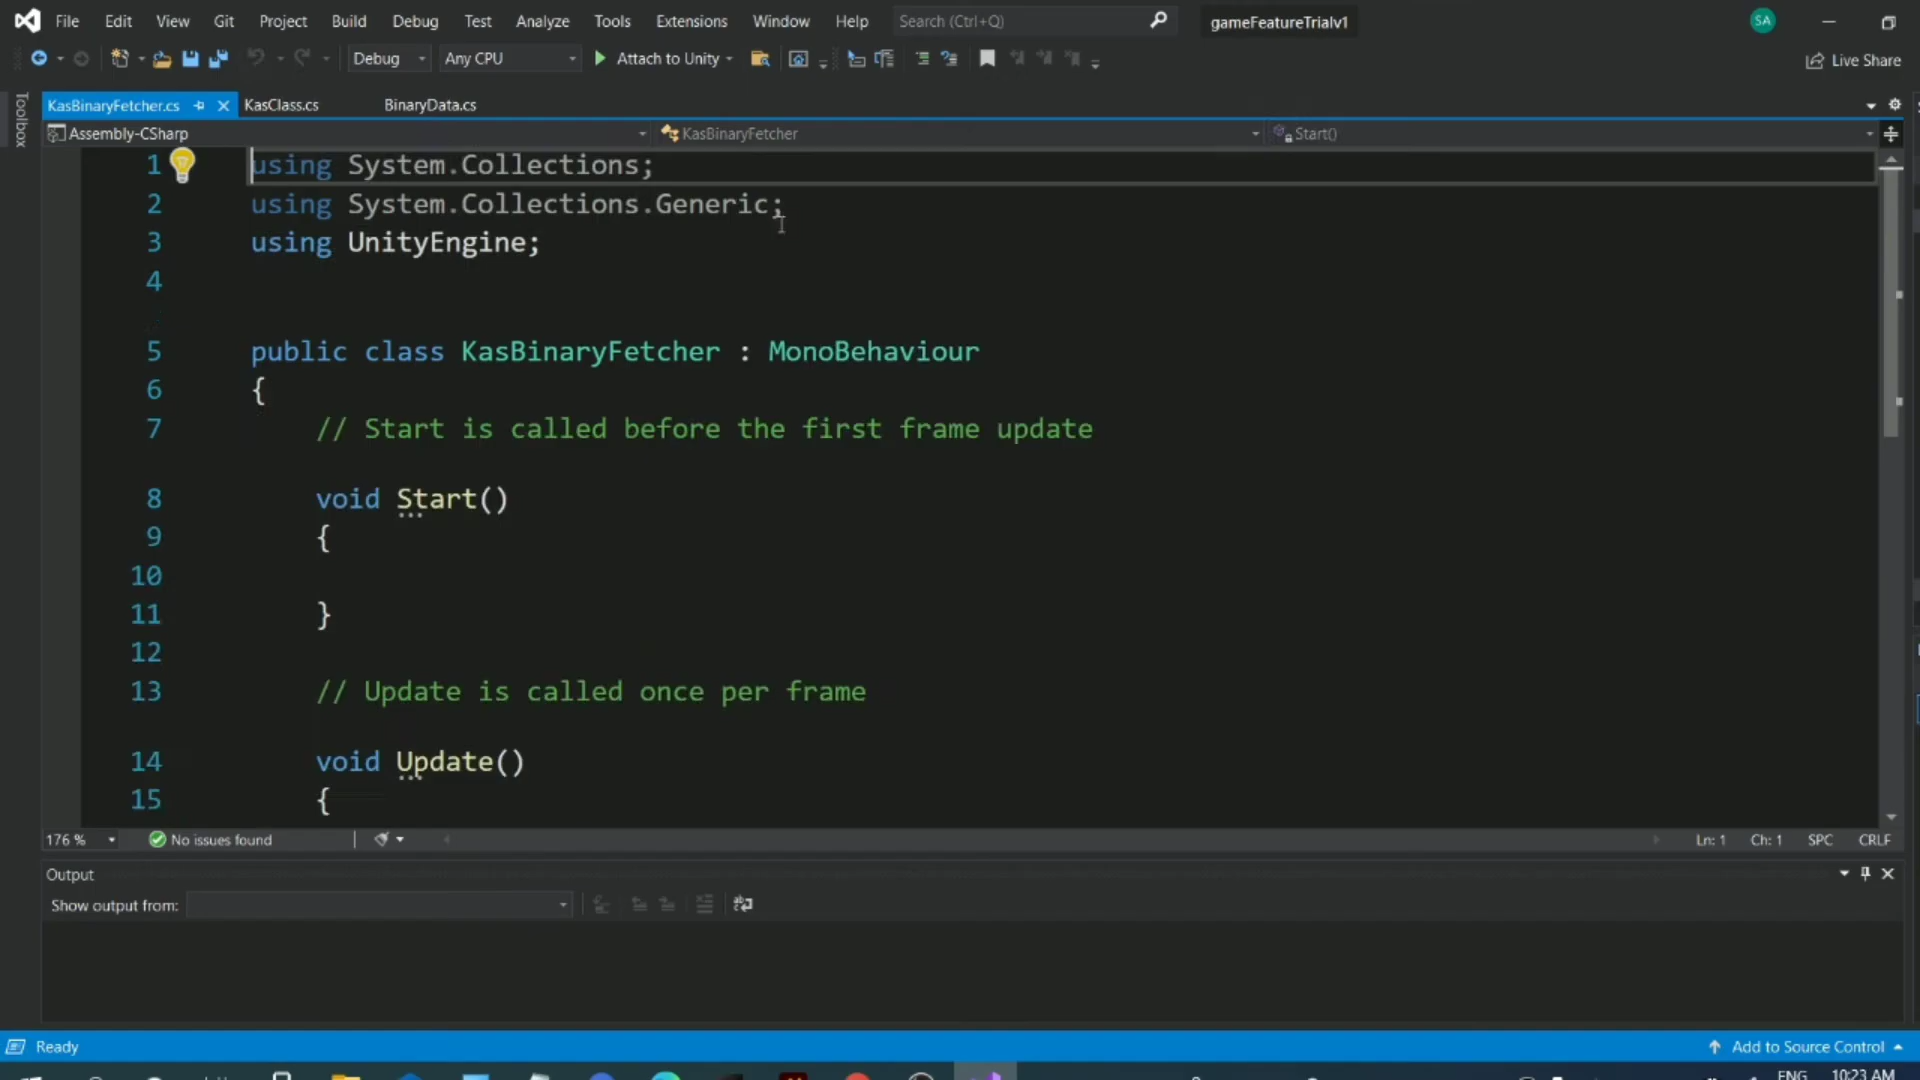 File Edit View Git Project Build Debug Test Analyze Tools Extensions Window Help Search (Ctrl+Q) gameFeatureTrialv1 SA
Debug Any CPU Attach to Unity Live Share
Toolbox
KasBinaryFetcher.cs KasClass.cs BinaryData.cs
Assembly-CSharp KasBinaryFetcher Start()
1 using System.Collections;
2 using System.Collections.Generic;
3 using UnityEngine;
4
5 public class KasBinaryFetcher : MonoBehaviour
6 {
7 // Start is called before the first frame update
8 void Start()
9 {
10
11 }
12
13 // Update is called once per frame
14 void Update()
15 {
176 % No issues found Ln: 1 Ch: 1 SPC CRLF
Output
Show output from:
Ready Add to Source Control
ENG 10:23 AM